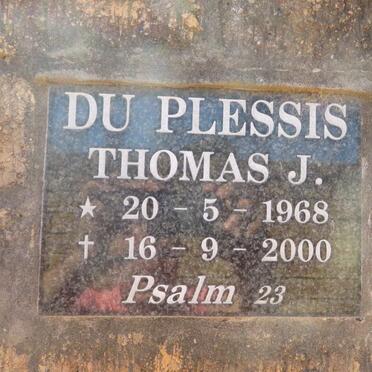 DU PLESSIS
THOMAS J.
★ 20 - 5 - 1968
† 16 - 9 - 2000
Psalm 23